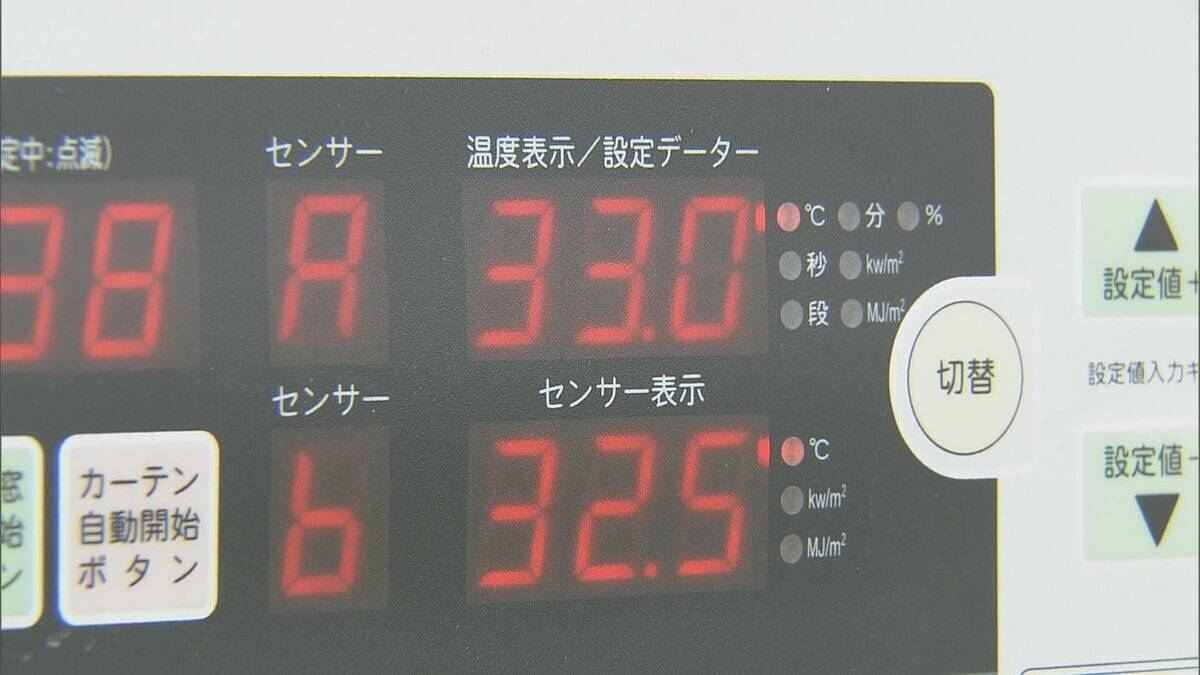 定中:点滅)
センサー
温度表示/設定データー
38
A
33.0
℃ 分 %
秒 kw/m²
段 MJ/m²
▲
設定値+
切替
設定値入力キ
センサー
センサー表示
b
32.5
℃
kw/m²
MJ/m²
設定値-
▼
窓
始
ン
カーテン
自動開始
ボタン